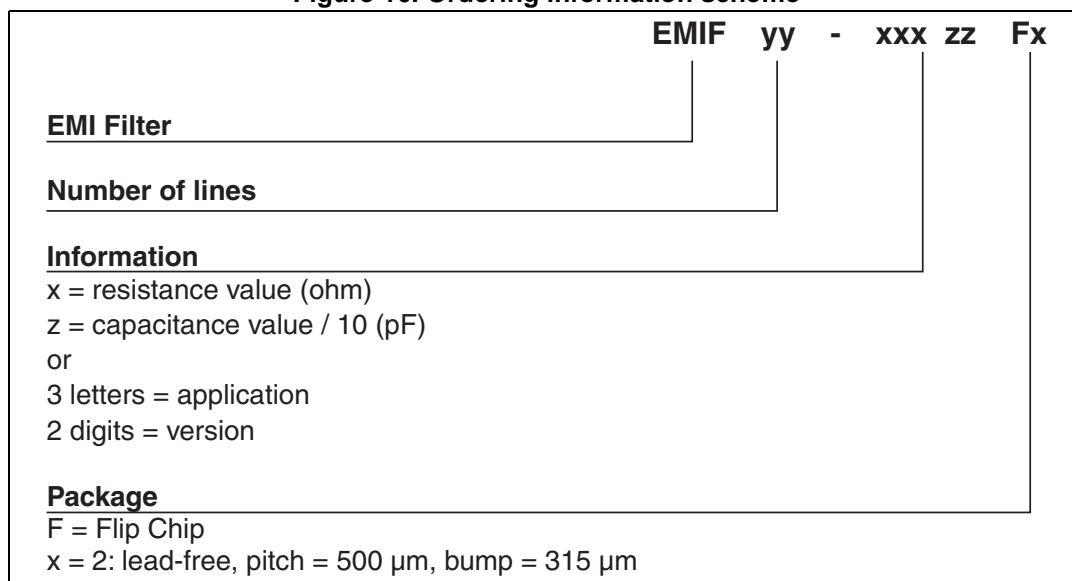 Figure 16. Ordering information scheme
EMIF yy - xxx zz Fx
EMI Filter
Number of lines
Information
x = resistance value (ohm)
z = capacitance value / 10 (pF)
or
3 letters = application
2 digits = version
Package
F = Flip Chip
x = 2: lead-free, pitch = 500 µm, bump = 315 µm